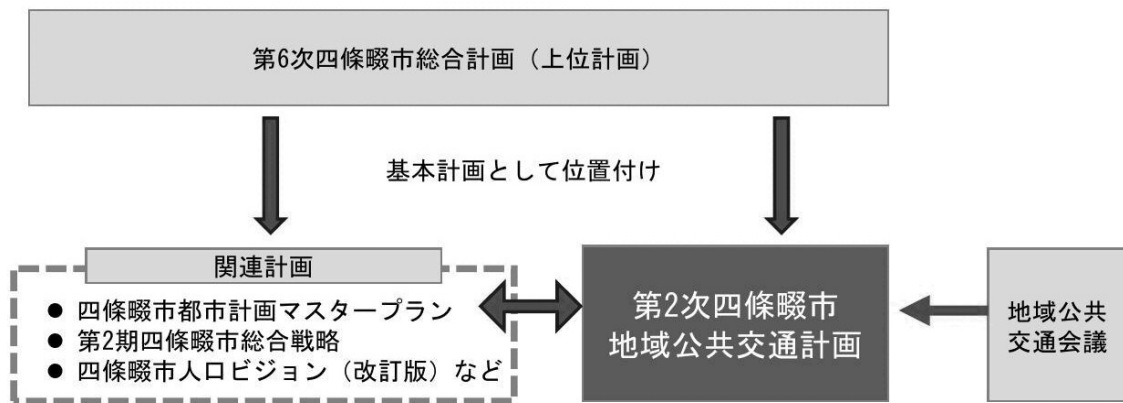 第6次四條畷市総合計画（上位計画）
基本計画として位置付け
関連計画
● 四條畷市都市計画マスタープラン
● 第2期四條畷市総合戦略
● 四條畷市人口ビジョン（改訂版）など
第2次四條畷市
地域公共交通計画
地域公共
交通会議